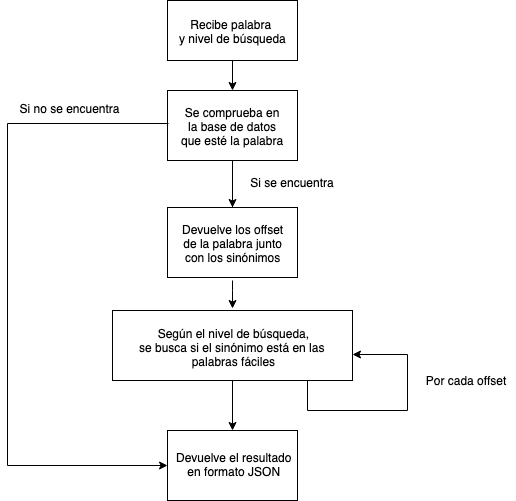 Recibe palabra
y nivel de búsqueda
Si no se encuentra
Se comprueba en
la base de datos
que esté la palabra
Si se encuentra
Devuelve los offset
de la palabra junto
con los sinónimos
Según el nivel de búsqueda,
se busca si el sinónimo está en las
palabras fáciles
Por cada offset
Devuelve el resultado
en formato JSON